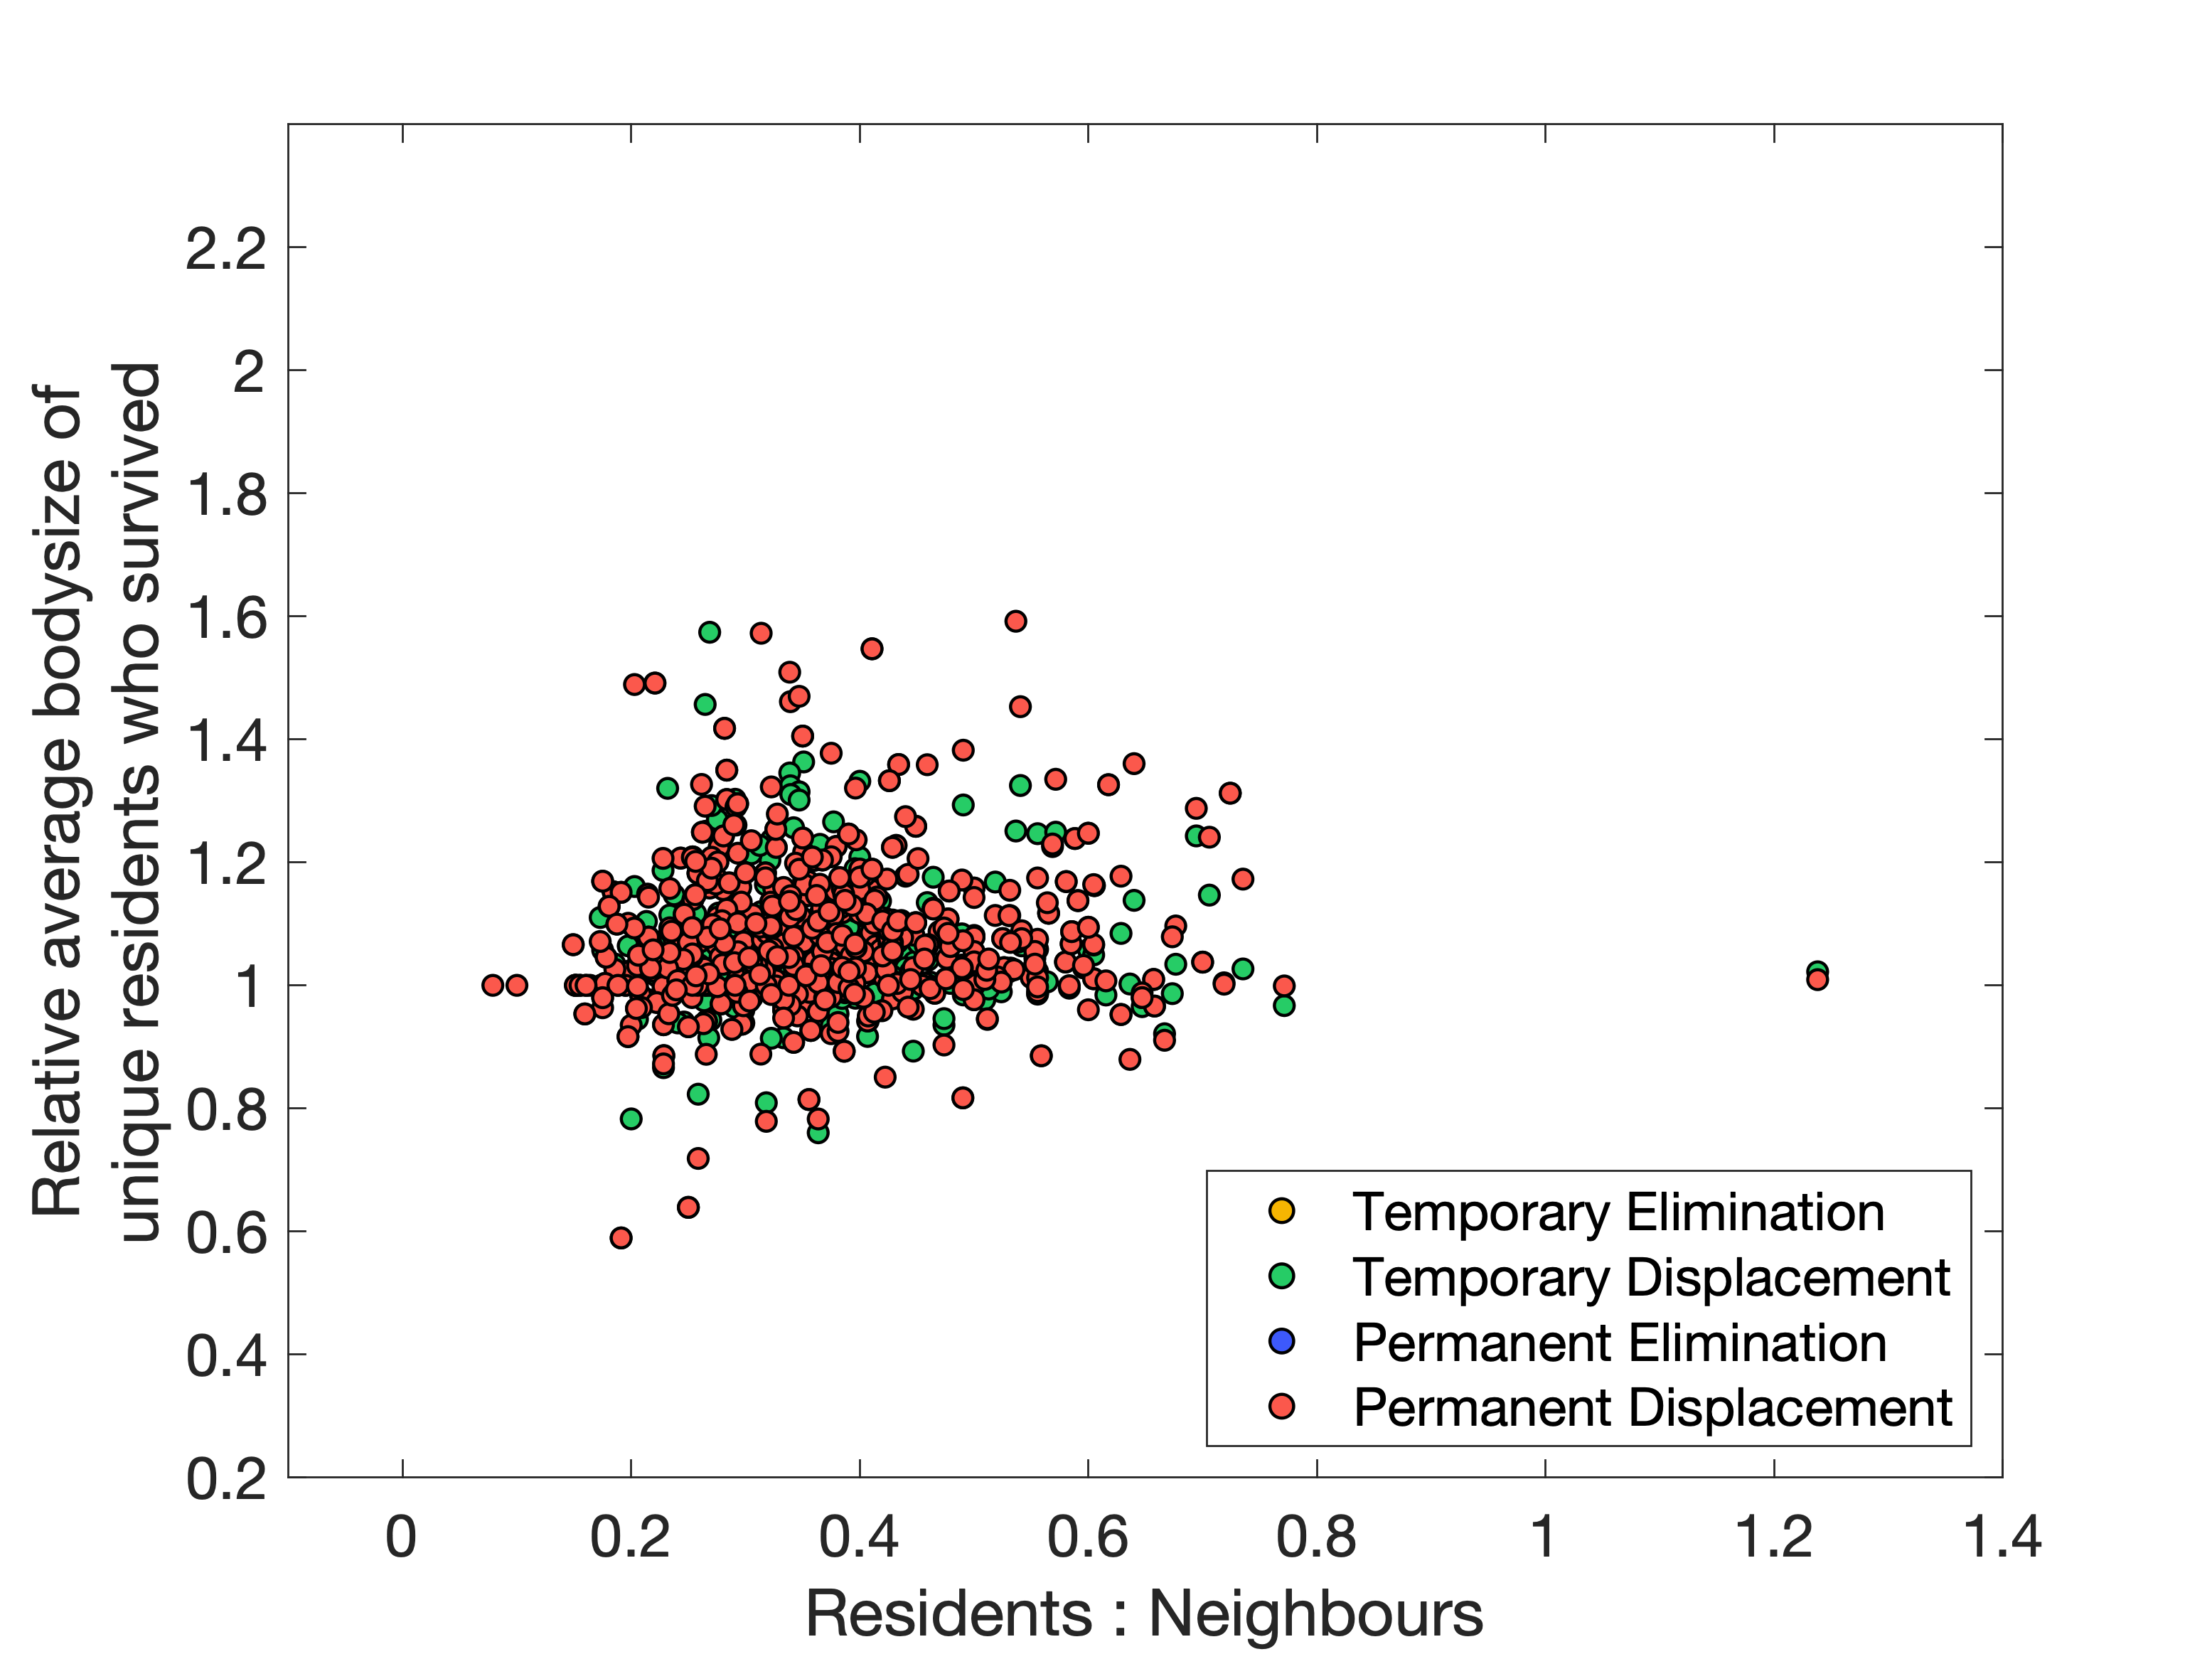 Relative average bodysize of
unique residents who survived
2.2
2
1.8
1.6
1.4
1.2
1
0.8
0.6
0.4
0.2
Temporary Elimination
Temporary Displacement
Permanent Elimination
Permanent Displacement
0 0.2 0.4 0.6 0.8 1 1.2 1.4
Residents : Neighbours